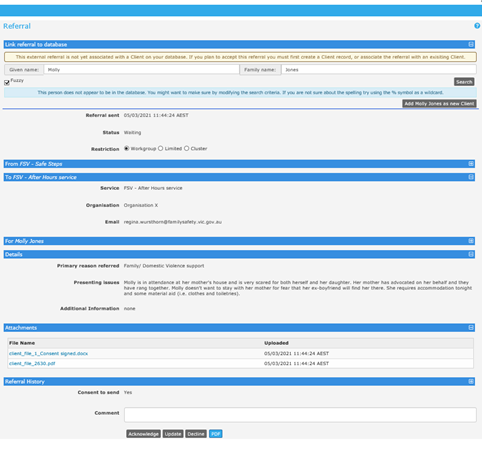 Referral
Link referral to database
This external referral is not yet associated with a Client on your database. If you plan to accept this referral you must first create a Client record, or associate the referral with an existing Client.
Given name: Molly Family name: Jones
Fuzzy
Search
This person does not appear to be in the database. You might want to make sure by modifying the search criteria. If you are not sure about the spelling try using the % symbol as a wildcard.
Add Molly Jones as new Client
Referral sent 05/03/2021 11:44:24 AEST
Status Waiting
Restriction Workgroup Limited Cluster
From FSV - Safe Steps
To FSV - After Hours service
Service FSV - After Hours service
Organisation Organisation X
Email regina.wursthorn@familysafety.vic.gov.au
For Molly Jones
Details
Primary reason referred Family/ Domestic Violence support
Presenting issues Molly is in attendance at her mother's house and is very scared for both herself and her daughter. Her mother has advocated on her behalf and they
have rang together. Molly doesn't want to stay with her mother for fear that her ex-boyfriend will find her there. She requires accommodation tonight
and some material aid (i.e. clothes and toiletries).
Additional Information none
Attachments
File Name Uploaded
client_file_1_Consent signed.docx 05/03/2021 11:44:24 AEST
client_file_2030.pdf 05/03/2021 11:44:24 AEST
Referral History
Consent to send Yes
Comment
Acknowledge Update Decline PDF